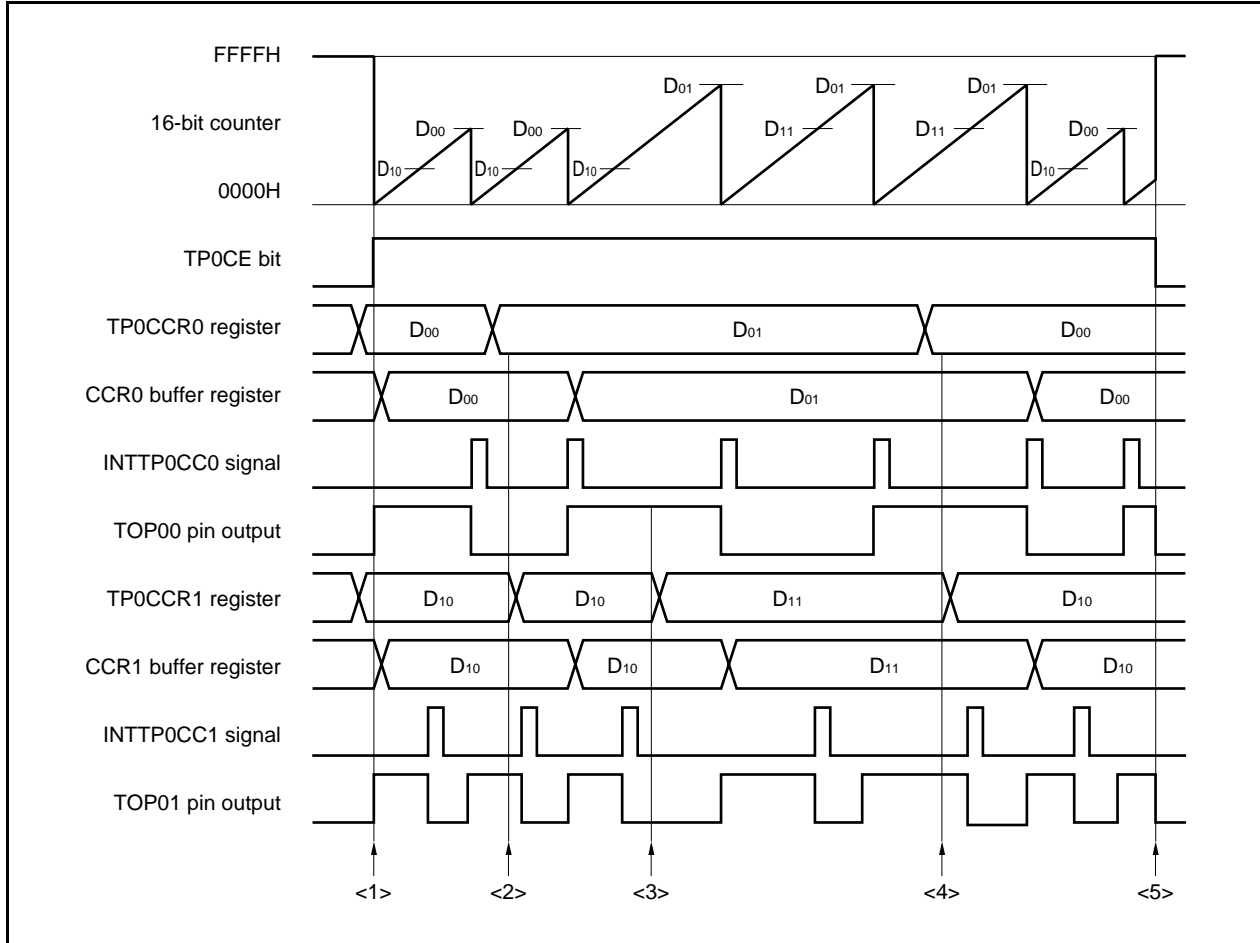 FFFFH
D01 D01 D01
16-bit counter
D00 D00 D11 D11 D00
D10 D10 D10 D10
0000H
TP0CE bit
TP0CCR0 register
D00 D01 D00
CCR0 buffer register
D00 D01 D00
INTTP0CC0 signal
TOP00 pin output
TP0CCR1 register
D10 D10 D11 D10
CCR1 buffer register
D10 D10 D11 D10
INTTP0CC1 signal
TOP01 pin output
<1> <2> <3> <4> <5>